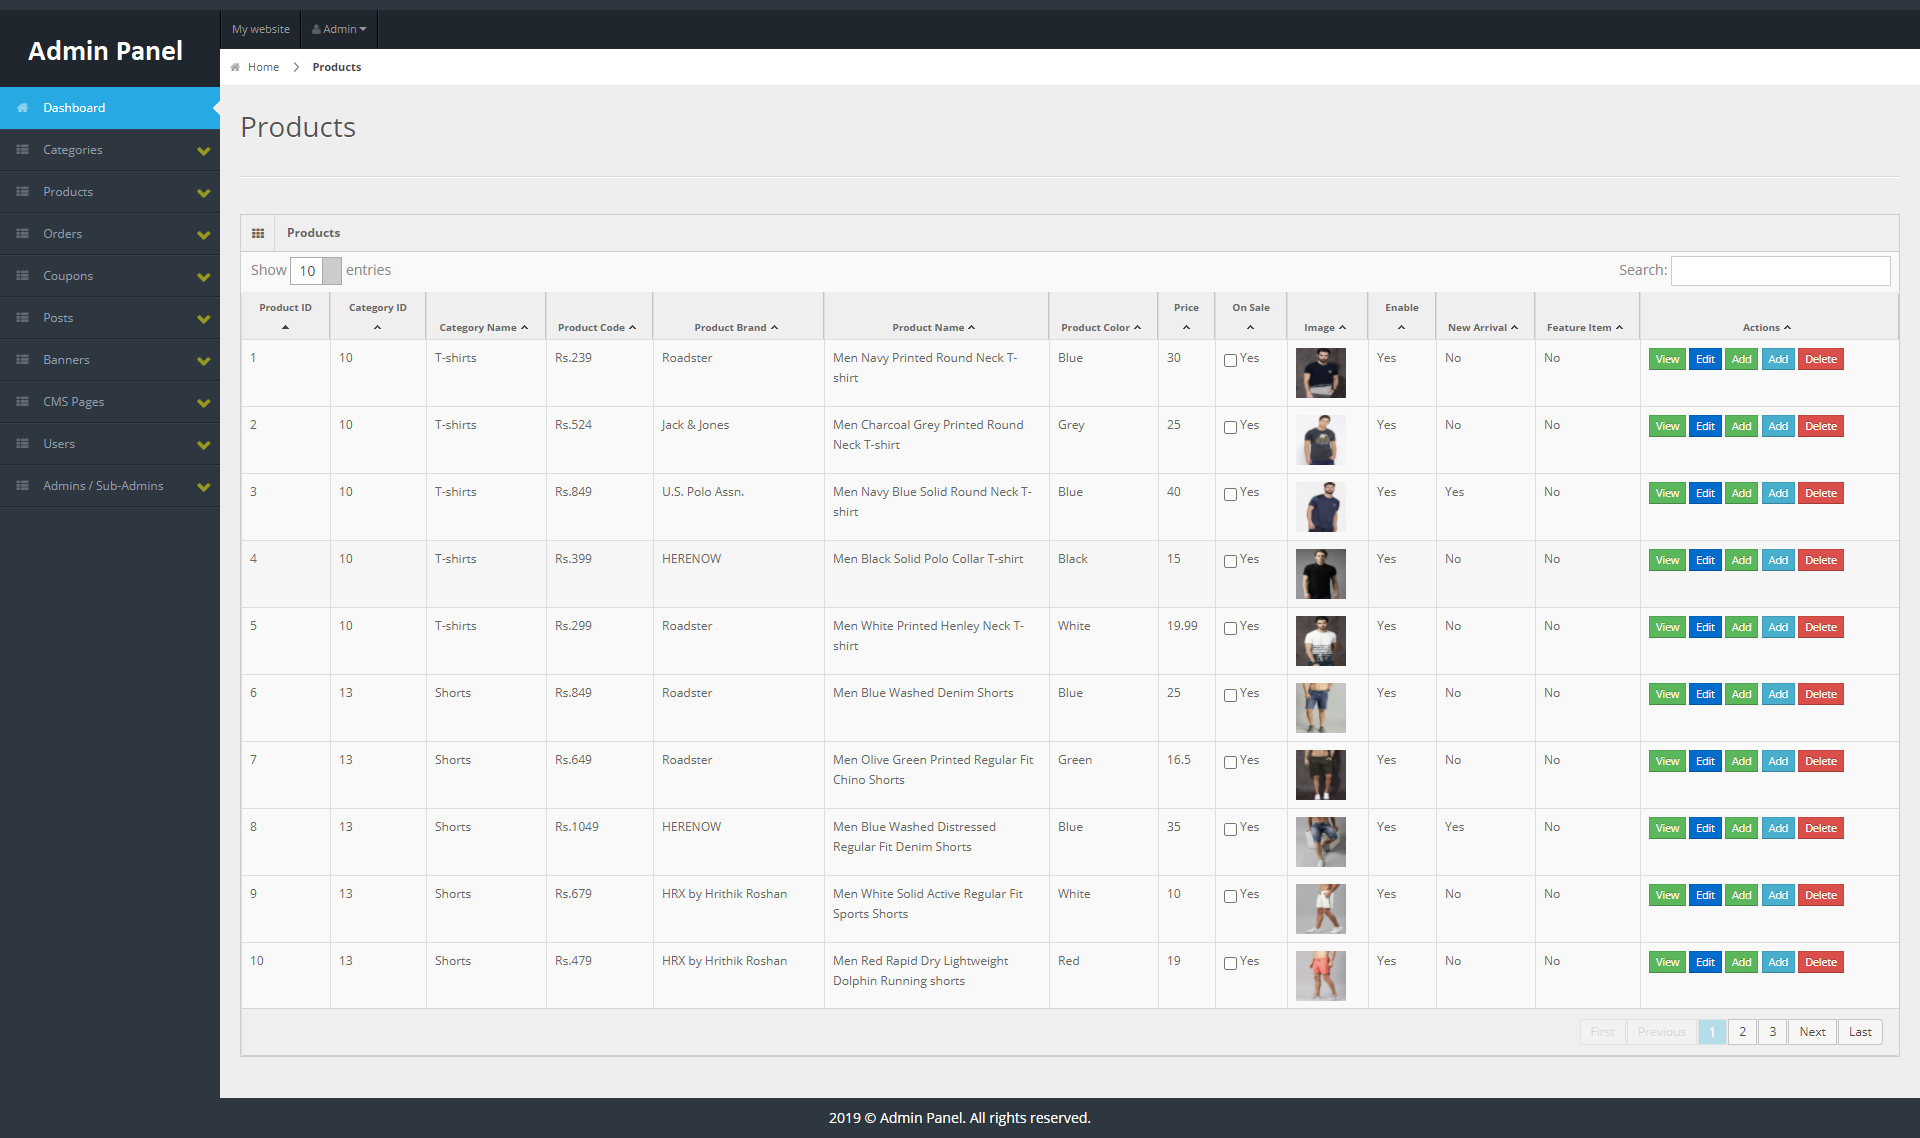 My website Admin
Admin Panel
Home Products
Dashboard
Categories
Products
Orders
Coupons
Posts
Banners
CMS Pages
Users
Admins / Sub-Admins
Products
Products
Show 10 entries Search:
Product ID Category ID Category Name Product Code Product Brand Product Name Product Color Price On Sale Image Enable New Arrival Feature Item Actions
1 10 T-shirts Rs.239 Roadster Men Navy Printed Round Neck T- Blue 30 Yes Yes No No View Edit Add Add Delete
shirt
2 10 T-shirts Rs.524 Jack & Jones Men Charcoal Grey Printed Round Grey 25 Yes Yes No No View Edit Add Add Delete
Neck T-shirt
3 10 T-shirts Rs.849 U.S. Polo Assn. Men Navy Blue Solid Round Neck T- Blue 40 Yes Yes Yes No View Edit Add Add Delete
shirt
4 10 T-shirts Rs.399 HERENOW Men Black Solid Polo Collar T-shirt Black 15 Yes Yes No No View Edit Add Add Delete
5 10 T-shirts Rs.299 Roadster Men White Printed Henley Neck T- White 19.99 Yes Yes No No View Edit Add Add Delete
shirt
6 13 Shorts Rs.849 Roadster Men Blue Washed Denim Shorts Blue 25 Yes Yes No No View Edit Add Add Delete
7 13 Shorts Rs.649 Roadster Men Olive Green Printed Regular Fit Green 16.5 Yes Yes No No View Edit Add Add Delete
Chino Shorts
8 13 Shorts Rs.1049 HERENOW Men Blue Washed Distressed Blue 35 Yes Yes Yes No View Edit Add Add Delete
Regular Fit Denim Shorts
9 13 Shorts Rs.679 HRX by Hrithik Roshan Men White Solid Active Regular Fit White 10 Yes Yes No No View Edit Add Add Delete
Sports Shorts
10 13 Shorts Rs.479 HRX by Hrithik Roshan Men Red Rapid Dry Lightweight Red 19 Yes Yes No No View Edit Add Add Delete
Dolphin Running shorts
First Previous 1 2 3 Next Last
2019 © Admin Panel. All rights reserved.